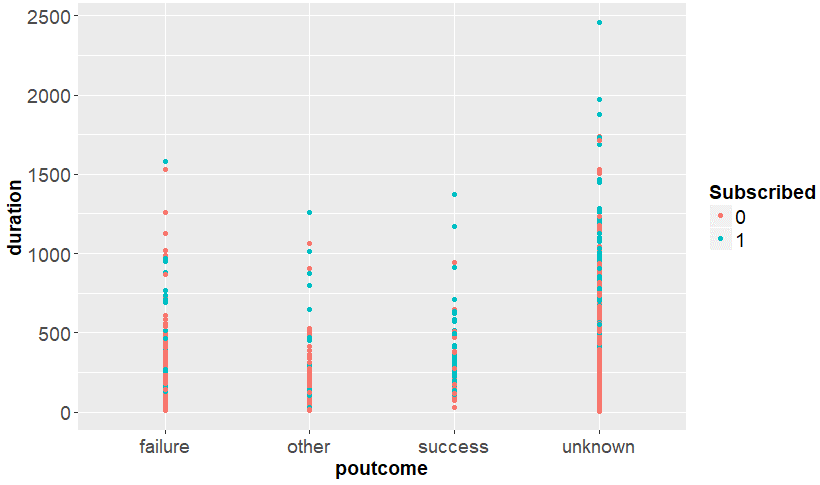 2500
2000
1500
1000
500
0
duration
failure
other
success
unknown
poutcome
Subscribed
0
1